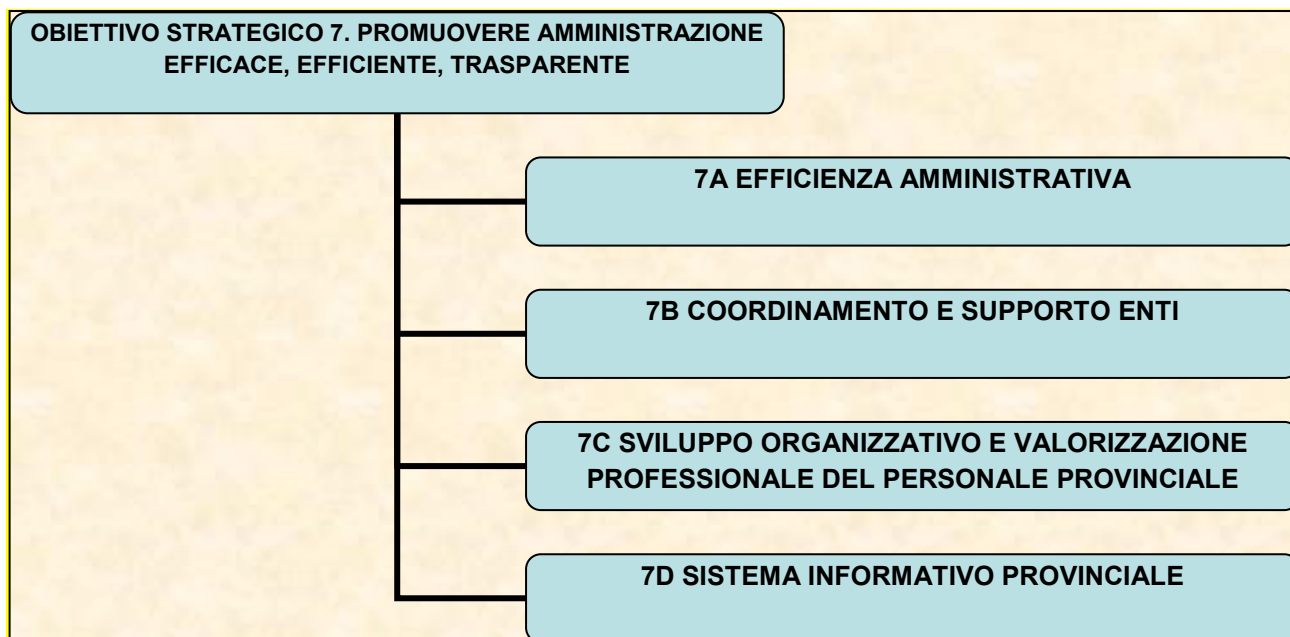 OBIETTIVO STRATEGICO 7. PROMUOVERE AMMINISTRAZIONE
EFFICACE, EFFICIENTE, TRASPARENTE
7A EFFICIENZA AMMINISTRATIVA
7B COORDINAMENTO E SUPPORTO ENTI
7C SVILUPPO ORGANIZZATIVO E VALORIZZAZIONE
PROFESSIONALE DEL PERSONALE PROVINCIALE
7D SISTEMA INFORMATIVO PROVINCIALE